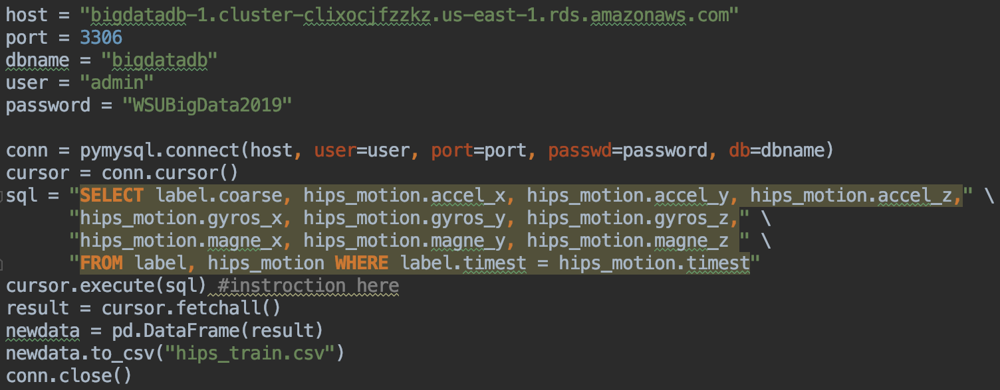 host = "bigdatadb-1.cluster-clixocjfzzkz.us-east-1.rds.amazonaws.com"
port = 3306
dbname = "bigdatadb"
user = "admin"
password = "WSUBigData2019"
conn = pymysql.connect(host, user=user, port=port, passwd=password, db=dbname)
cursor = conn.cursor()
sql = "SELECT label.coarse, hips_motion.accel_x, hips_motion.accel_y, hips_motion.accel_z," \
"hips_motion.gyros_x, hips_motion.gyros_y, hips_motion.gyros_z," \
"hips_motion.magne_x, hips_motion.magne_y, hips_motion.magne_z " \
"FROM label, hips_motion WHERE label.timest = hips_motion.timest"
cursor.execute(sql) #instroction here
result = cursor.fetchall()
newdata = pd.DataFrame(result)
newdata.to_csv("hips_train.csv")
conn.close()